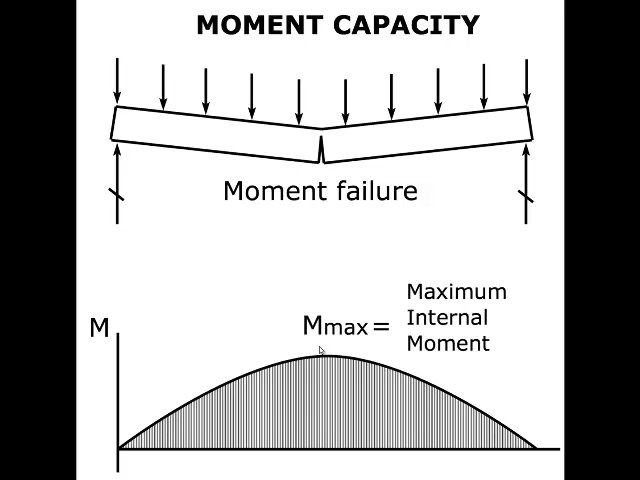 MOMENT CAPACITY
Moment failure
M
Mmax =
Maximum
Internal
Moment